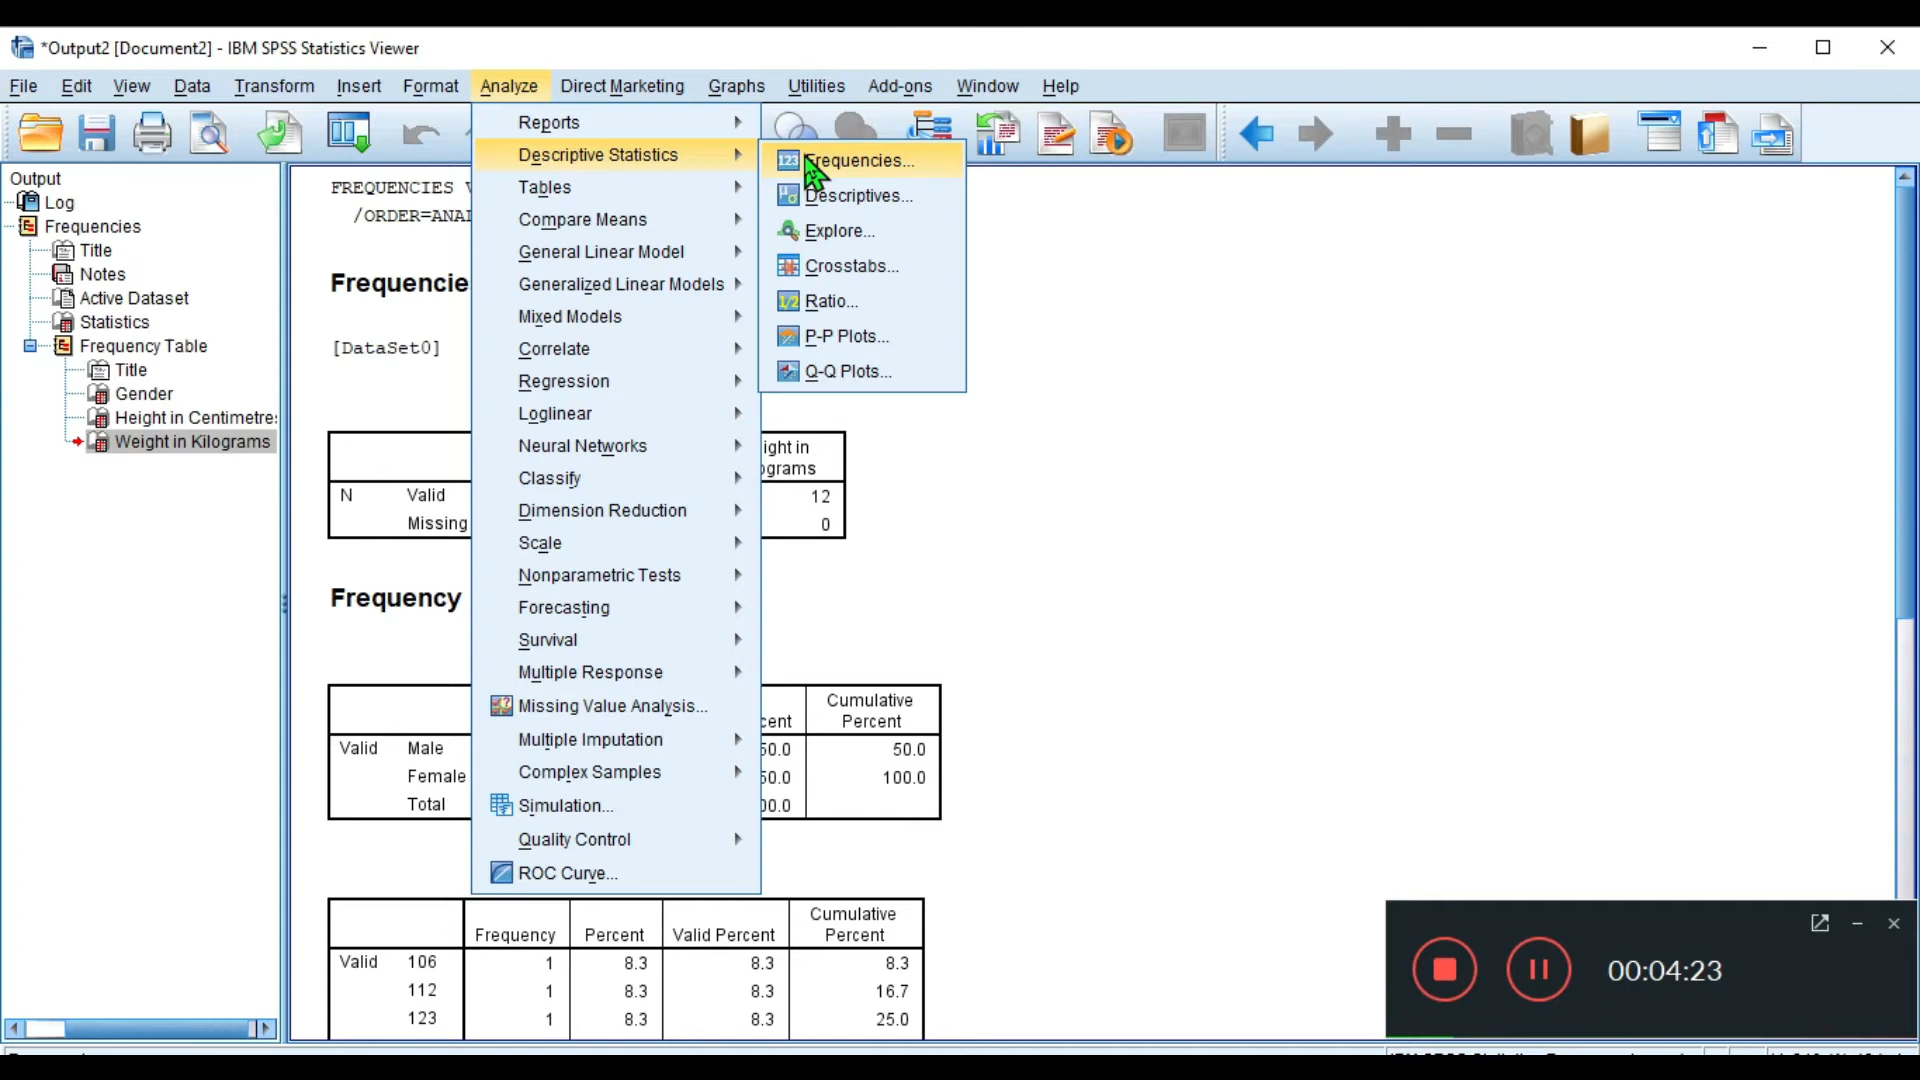 *Output2 [Document2] - IBM SPSS Statistics Viewer
File Edit View Data Transform Insert Format Analyze Direct Marketing Graphs Utilities Add-ons Window Help
Output
Log
Frequencies
Title
Notes
Active Dataset
Statistics
Frequency Table
Title
Gender
Height in Centimetre
Weight in Kilograms
Reports
Descriptive Statistics
Tables
Compare Means
General Linear Model
Generalized Linear Models
Mixed Models
Correlate
Regression
Loglinear
Neural Networks
Classify
Dimension Reduction
Scale
Nonparametric Tests
Forecasting
Survival
Multiple Response
Missing Value Analysis...
Multiple Imputation
Complex Samples
Simulation...
Quality Control
ROC Curve...
123 Frequencies...
Descriptives...
Explore...
Crosstabs...
1/2 Ratio...
P-P Plots...
Q-Q Plots...
FREQUENCIES
/ORDER=ANAL
Frequencie
[DataSet0]
ight in
ograms
N Valid 12
Missing 0
Frequency
Cumulative
cent Percent
Valid Male 50.0 50.0
Female 50.0 100.0
Total 00.0
Cumulative
Frequency Percent Valid Percent Percent
Valid 106 1 8.3 8.3 8.3
112 1 8.3 8.3 16.7
123 1 8.3 8.3 25.0
00:04:23